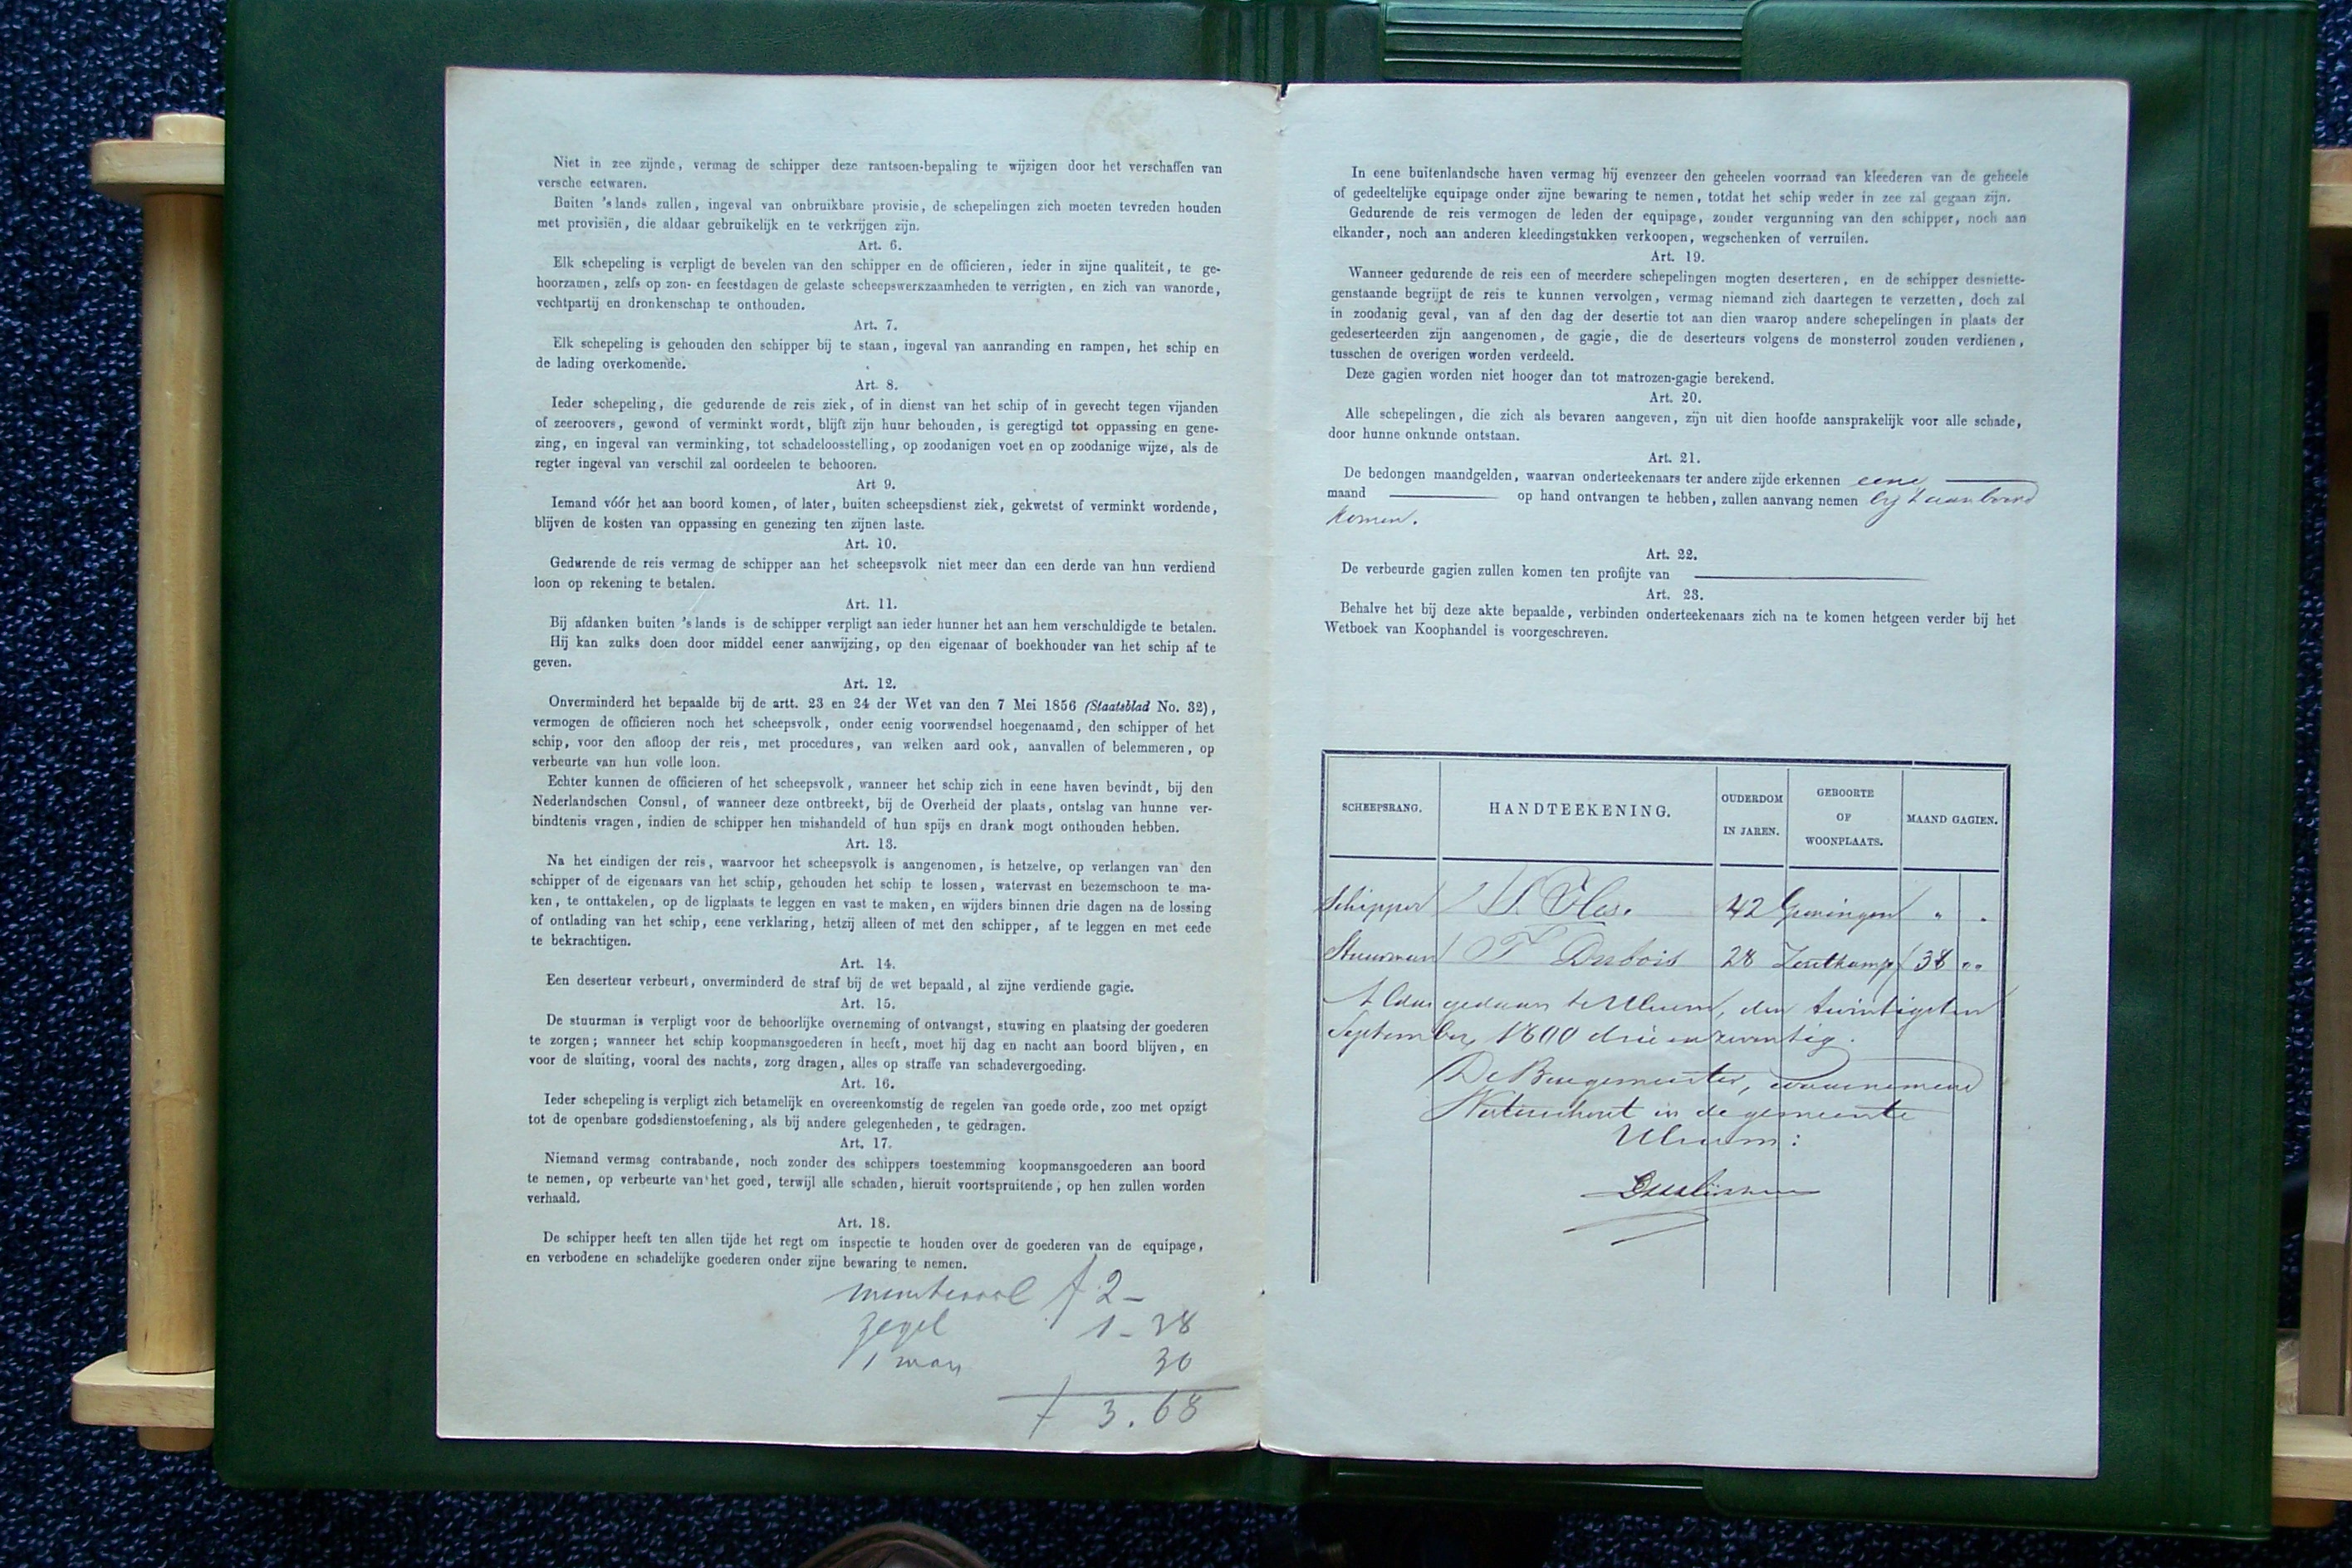 Niet in zee zijnde, vermag de schipper deze rantsoen-bepaling te wijzigen door het verschaffen van
versche eetwaren.
Buiten 's lands zullen, ingeval van onbruikbare provisie, de schepelingen zich moeten tevreden houden
met provisiën, die aldaar gebruikelijk en te verkrijgen zijn.
Art. 6.
Elk schepeling is verpligt de bevelen van den schipper en de officieren, ieder in zijne qualiteit, te ge-
hoorzamen, zelfs op zon- en feestdagen de gelaste scheepswerkzaamheden te verrigten, en zich van wanorde,
vechtpartij en dronkenschap te onthouden.
Art. 7.
Elk schepeling is gehouden den schipper bij te staan, ingeval van aanranding en rampen, het schip en
de lading overkomende.
Art. 8.
Ieder schepeling, die gedurende de reis ziek, of in dienst van het schip of in gevecht tegen vijanden
of zeeroovers, gewond of verminkt wordt, blijft zijn huur behouden, is geregtigd tot oppassing en gene-
zing, en ingeval van verminking, tot schadeloosstelling, op zoodanigen voet en op zoodanige wijze, als de
regter ingeval van verschil zal oordeelen te behooren.
Art 9.
Iemand vóór het aan boord komen, of later, buiten scheepsdienst ziek, gekwetst of verminkt wordende,
blijven de kosten van oppassing en genezing ten zijnen laste.
Art. 10.
Gedurende de reis vermag de schipper aan het scheepsvolk niet meer dan een derde van hun verdiend
loon op rekening te betalen.
Art. 11.
Bij afdanken buiten 's lands is de schipper verpligt aan ieder hunner het aan hem verschuldigde te betalen.
Hij kan zulks doen door middel eener aanwijzing, op den eigenaar of boekhouder van het schip af te
geven.
Art. 12.
Onverminderd het bepaalde bij de artt. 23 en 24 der Wet van den 7 Mei 1856 (Staatsblad No. 32),
vermogen de officieren noch het scheepsvolk, onder eenig voorwendsel hoegenaamd, den schipper of het
schip, voor den afloop der reis, met procedures, van welken aard ook, aanvallen of belemmeren, op
verbeurte van hun volle loon.
Echter kunnen de officieren of het scheepsvolk, wanneer het schip zich in eene haven bevindt, bij den
Nederlandschen Consul, of wanneer deze ontbreekt, bij de Overheid der plaats, ontslag van hunne ver-
bindtenis vragen, indien de schipper hen mishandeld of hun spijs en drank mogt onthouden hebben.
Art. 13.
Na het eindigen der reis, waarvoor het scheepsvolk is aangenomen, is hetzelve, op verlangen van den
schipper of de eigenaars van het schip, gehouden het schip te lossen, watervast en bezemschoon te ma-
ken, te onttakelen, op de ligplaats te leggen en vast te maken, en wijders binnen drie dagen na de lossing
of ontlading van het schip, eene verklaring, hetzij alleen of met den schipper, af te leggen en met eede
te bekrachtigen.
Art. 14.
Een deserteur verbeurt, onverminderd de straf bij de wet bepaald, al zijne verdiende gagie.
Art. 15.
De stuurman is verpligt voor de behoorlijke overneming of ontvangst, stuwing en plaatsing der goederen
te zorgen; wanneer het schip koopmansgoederen in heeft, moet hij dag en nacht aan boord blijven, en
voor de sluiting, vooral des nachts, zorg dragen, alles op straffe van schadevergoeding.
Art. 16.
Ieder schepeling is verpligt zich betamelijk en overeenkomstig de regelen van goede orde, zoo met opzigt
tot de openbare godsdienstoefening, als bij andere gelegenheden, te gedragen.
Art. 17.
Niemand vermag contrabande, noch zonder des schippers toestemming koopmansgoederen aan boord
te nemen, op verbeurte van het goed, terwijl alle schaden, hieruit voortspruitende, op hen zullen worden
verhaald.
Art. 18.
De schipper heeft ten allen tijde het regt om inspectie te houden over de goederen van de equipage,
en verbodene en schadelijke goederen onder zijne bewaring te nemen.
monsterrol f 2 –
zegel 1 – 38
1 man 30
f 3.68
In eene buitenlandsche haven vermag hij evenzeer den geheelen voorraad van kleederen van de geheele
of gedeeltelijke equipage onder zijne bewaring te nemen, totdat het schip weder in zee zal gegaan zijn.
Gedurende de reis vermogen de leden der equipage, zonder vergunning van den schipper, noch aan
elkander, noch aan anderen kleedingstukken verkoopen, wegschenken of verruilen.
Art. 19.
Wanneer gedurende de reis een of meerdere schepelingen mogten deserteren, en de schipper desniette-
genstaande begrijpt de reis te kunnen vervolgen, vermag niemand zich daartegen te verzetten, doch zal
in zoodanig geval, van af den dag der desertie tot aan dien waarop andere schepelingen in plaats der
gedeserteerden zijn aangenomen, de gagie, die de deserteurs volgens de monsterrol zouden verdienen,
tusschen de overigen worden verdeeld.
Deze gagien worden niet hooger dan tot matrozen-gagie berekend.
Art. 20.
Alle schepelingen, die zich als bevaren aangeven, zijn uit dien hoofde aansprakelijk voor alle schade,
door hunne onkunde ontstaan.
Art. 21.
De bedongen maandgelden, waarvan onderteekenaars ter andere zijde erkennen eene
maand op hand ontvangen te hebben, zullen aanvang nemen bij 't aan boord
komen.
Art. 22.
De verbeurde gagien zullen komen ten profijte van
Art. 23.
Behalve het bij deze akte bepaalde, verbinden onderteekenaars zich na te komen hetgeen verder bij het
Wetboek van Koophandel is voorgeschreven.
SCHEEPSRANG. HANDTEEKENING. OUDERDOM IN JAREN. GEBOORTE OF WOONPLAATS. MAAND GAGIEN.
Schipper 42 Groningen " "
Stuurman F Dubois 28 Zoutkamp 38 ""
Aldus gedaan te Ulrum, den twintigsten
September 1800 drieenzeventig.
De Burgemeester, waarnemend
Waterschout in de gemeente
Ulrum: